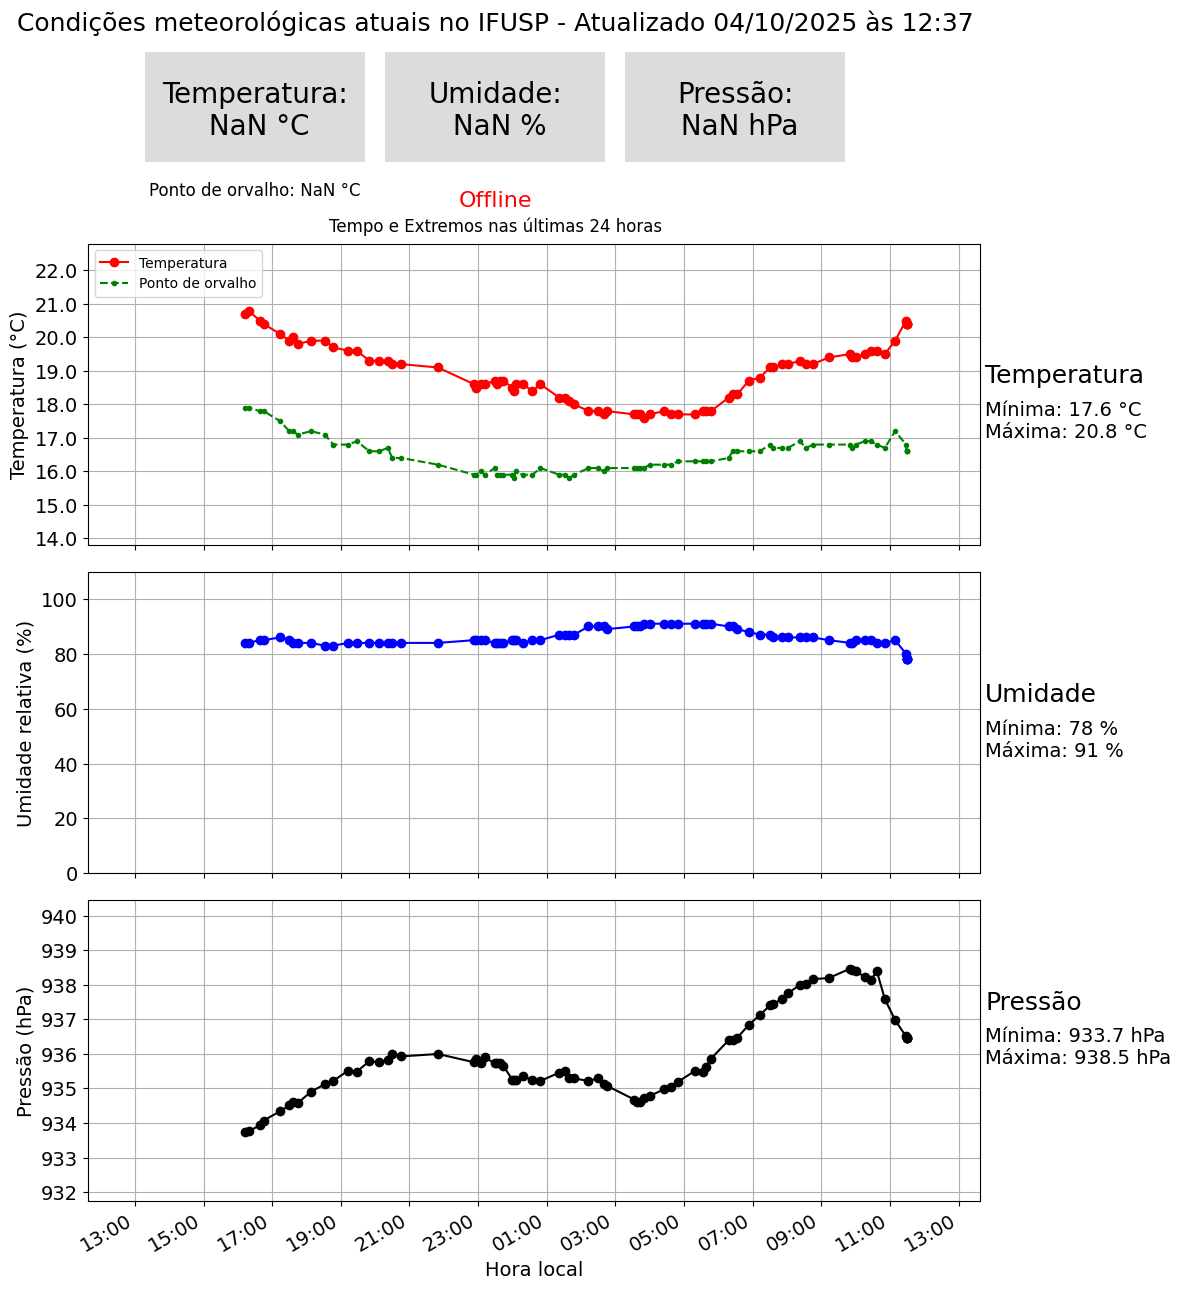 Condições meteorológicas atuais no IFUSP - Atualizado 04/10/2025 às 12:37
Temperatura:
NaN °C
Umidade:
NaN %
Pressão:
NaN hPa
Ponto de orvalho: NaN °C
Offline
Tempo e Extremos nas últimas 24 horas
Temperatura
Ponto de orvalho
Temperatura (°C)
22.0
21.0
20.0
19.0
18.0
17.0
16.0
15.0
14.0
Temperatura
Mínima: 17.6 °C
Máxima: 20.8 °C
Umidade relativa (%)
100
80
60
40
20
0
Umidade
Mínima: 78 %
Máxima: 91 %
Pressão (hPa)
940
939
938
937
936
935
934
933
932
Pressão
Mínima: 933.7 hPa
Máxima: 938.5 hPa
13:00
15:00
17:00
19:00
21:00
23:00
01:00
03:00
05:00
07:00
09:00
11:00
13:00
Hora local